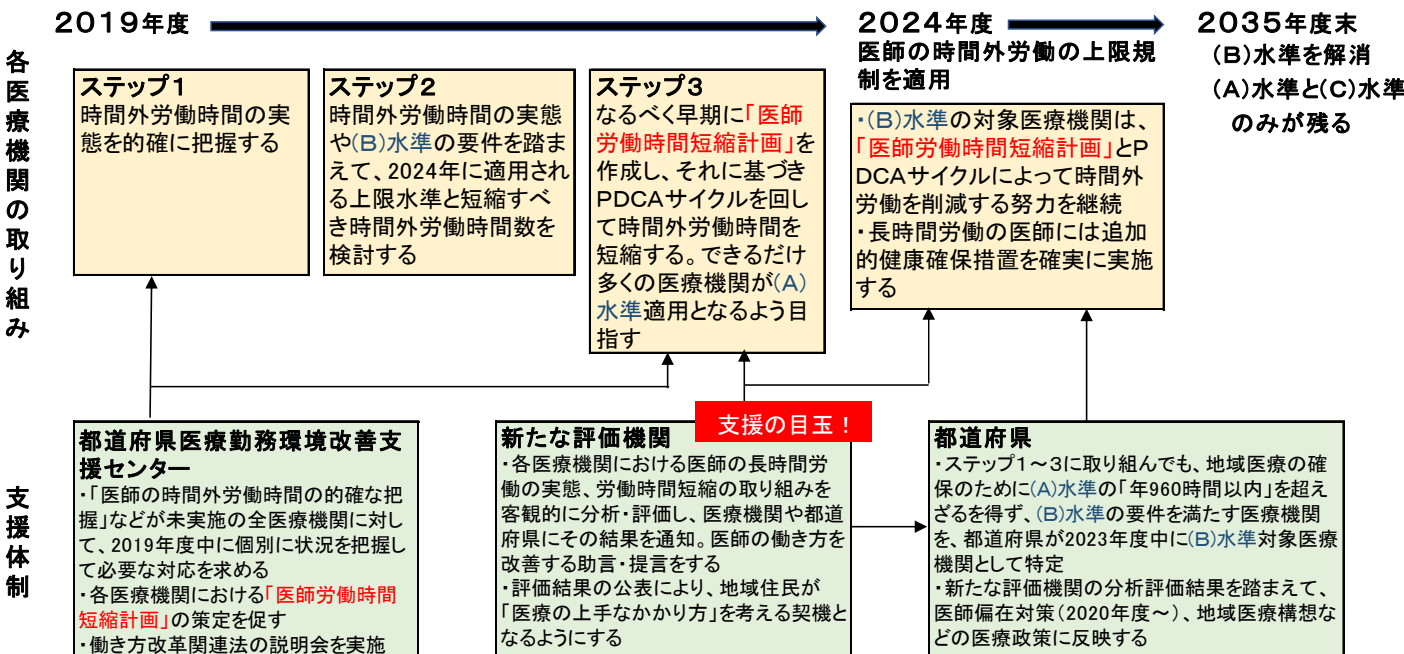 2019年度
2024年度
医師の時間外労働の上限規
制を適用
2035年度末
(B)水準を解消
(A)水準と(C)水準
のみが残る
各医療機関の取り組み
ステップ1
時間外労働時間の実
態を的確に把握する
ステップ2
時間外労働時間の実態
や(B)水準の要件を踏ま
えて、2024年に適用され
る上限水準と短縮すべ
き時間外労働時間数を
検討する
ステップ3
なるべく早期に「医師
労働時間短縮計画」を
作成し、それに基づき
PDCAサイクルを回し
て時間外労働時間を
短縮する。できるだけ
多くの医療機関が(A)
水準適用となるよう目
指す
・(B)水準の対象医療機関は、
「医師労働時間短縮計画」とP
DCAサイクルによって時間外
労働を削減する努力を継続
・長時間労働の医師には追加
的健康確保措置を確実に実施
する
支援体制
都道府県医療勤務環境改善支
援センター
・「医師の時間外労働時間の的確な把
握」などが未実施の全医療機関に対し
て、2019年度中に個別に状況を把握し
て必要な対応を求める
・各医療機関における「医師労働時間
短縮計画」の策定を促す
・働き方改革関連法の説明会を実施
支援の目玉！
新たな評価機関
・各医療機関における医師の長時間労
働の実態、労働時間短縮の取り組みを
客観的に分析・評価し、医療機関や都道
府県にその結果を通知。医師の働き方を
改善する助言・提言をする
・評価結果の公表により、地域住民が
「医療の上手なかかり方」を考える契機と
なるようにする
都道府県
・ステップ1～3に取り組んでも、地域医療の確
保のために(A)水準の「年960時間以内」を超え
ざるを得ず、(B)水準の要件を満たす医療機関
を、都道府県が2023年度中に(B)水準対象医療
機関として特定
・新たな評価機関の分析評価結果を踏まえて、
医師偏在対策(2020年度～)、地域医療構想な
どの医療政策に反映する